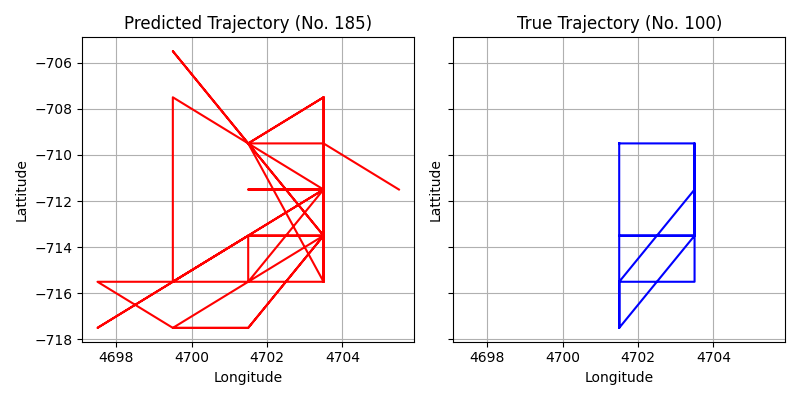 Predicted Trajectory (No. 185)
True Trajectory (No. 100)
Lattitude
−706
−708
−710
−712
−714
−716
−718
4698
4700
4702
4704
Longitude
Lattitude
4698
4700
4702
4704
Longitude